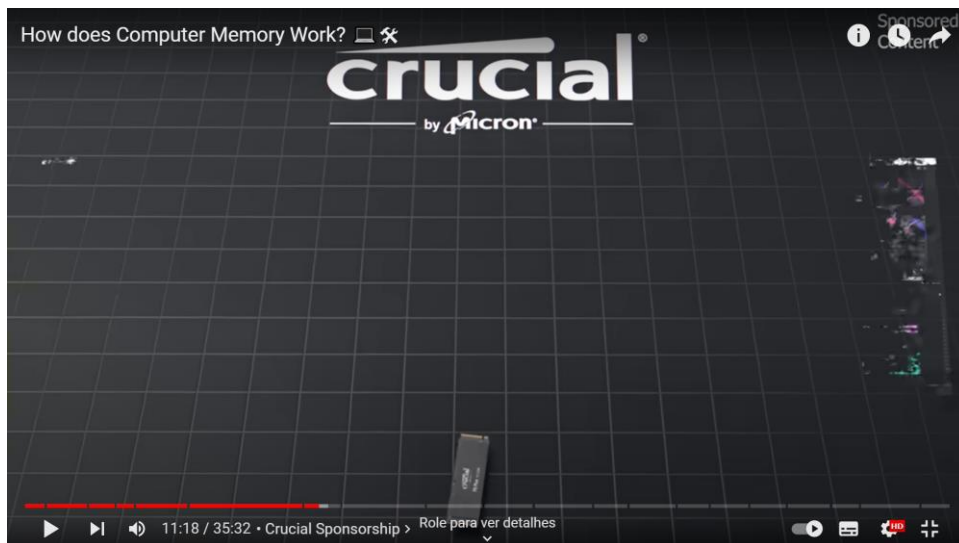 How does Computer Memory Work? 💻 🛠
Sponsored
Content
crucial®
by Micron®
11:18 / 35:32 • Crucial Sponsorship ›
Role para ver detalhes
HD